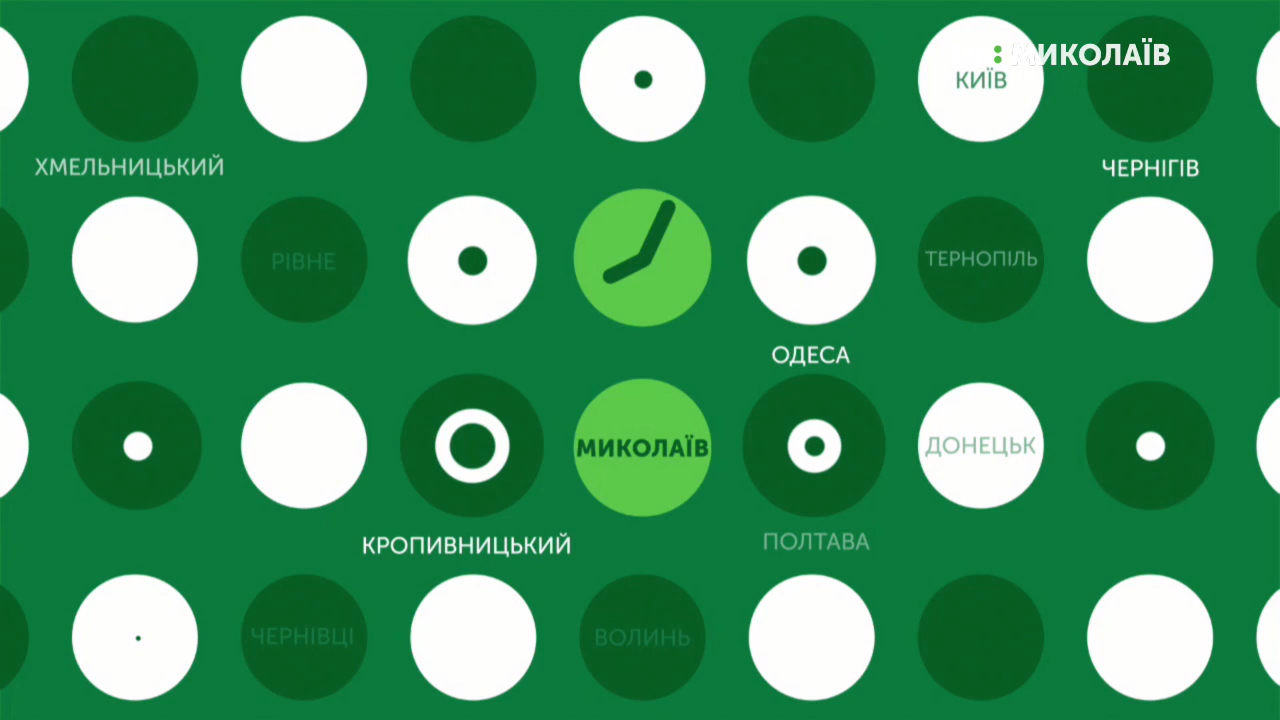 : МИКОЛАЇВ
КИЇВ
ХМЕЛЬНИЦЬКИЙ
ЧЕРНІГІВ
РІВНЕ
ТЕРНОПІЛЬ
ОДЕСА
МИКОЛАЇВ
ДОНЕЦЬК
КРОПИВНИЦЬКИЙ
ПОЛТАВА
ЧЕРНІВЦІ
ВОЛИНЬ